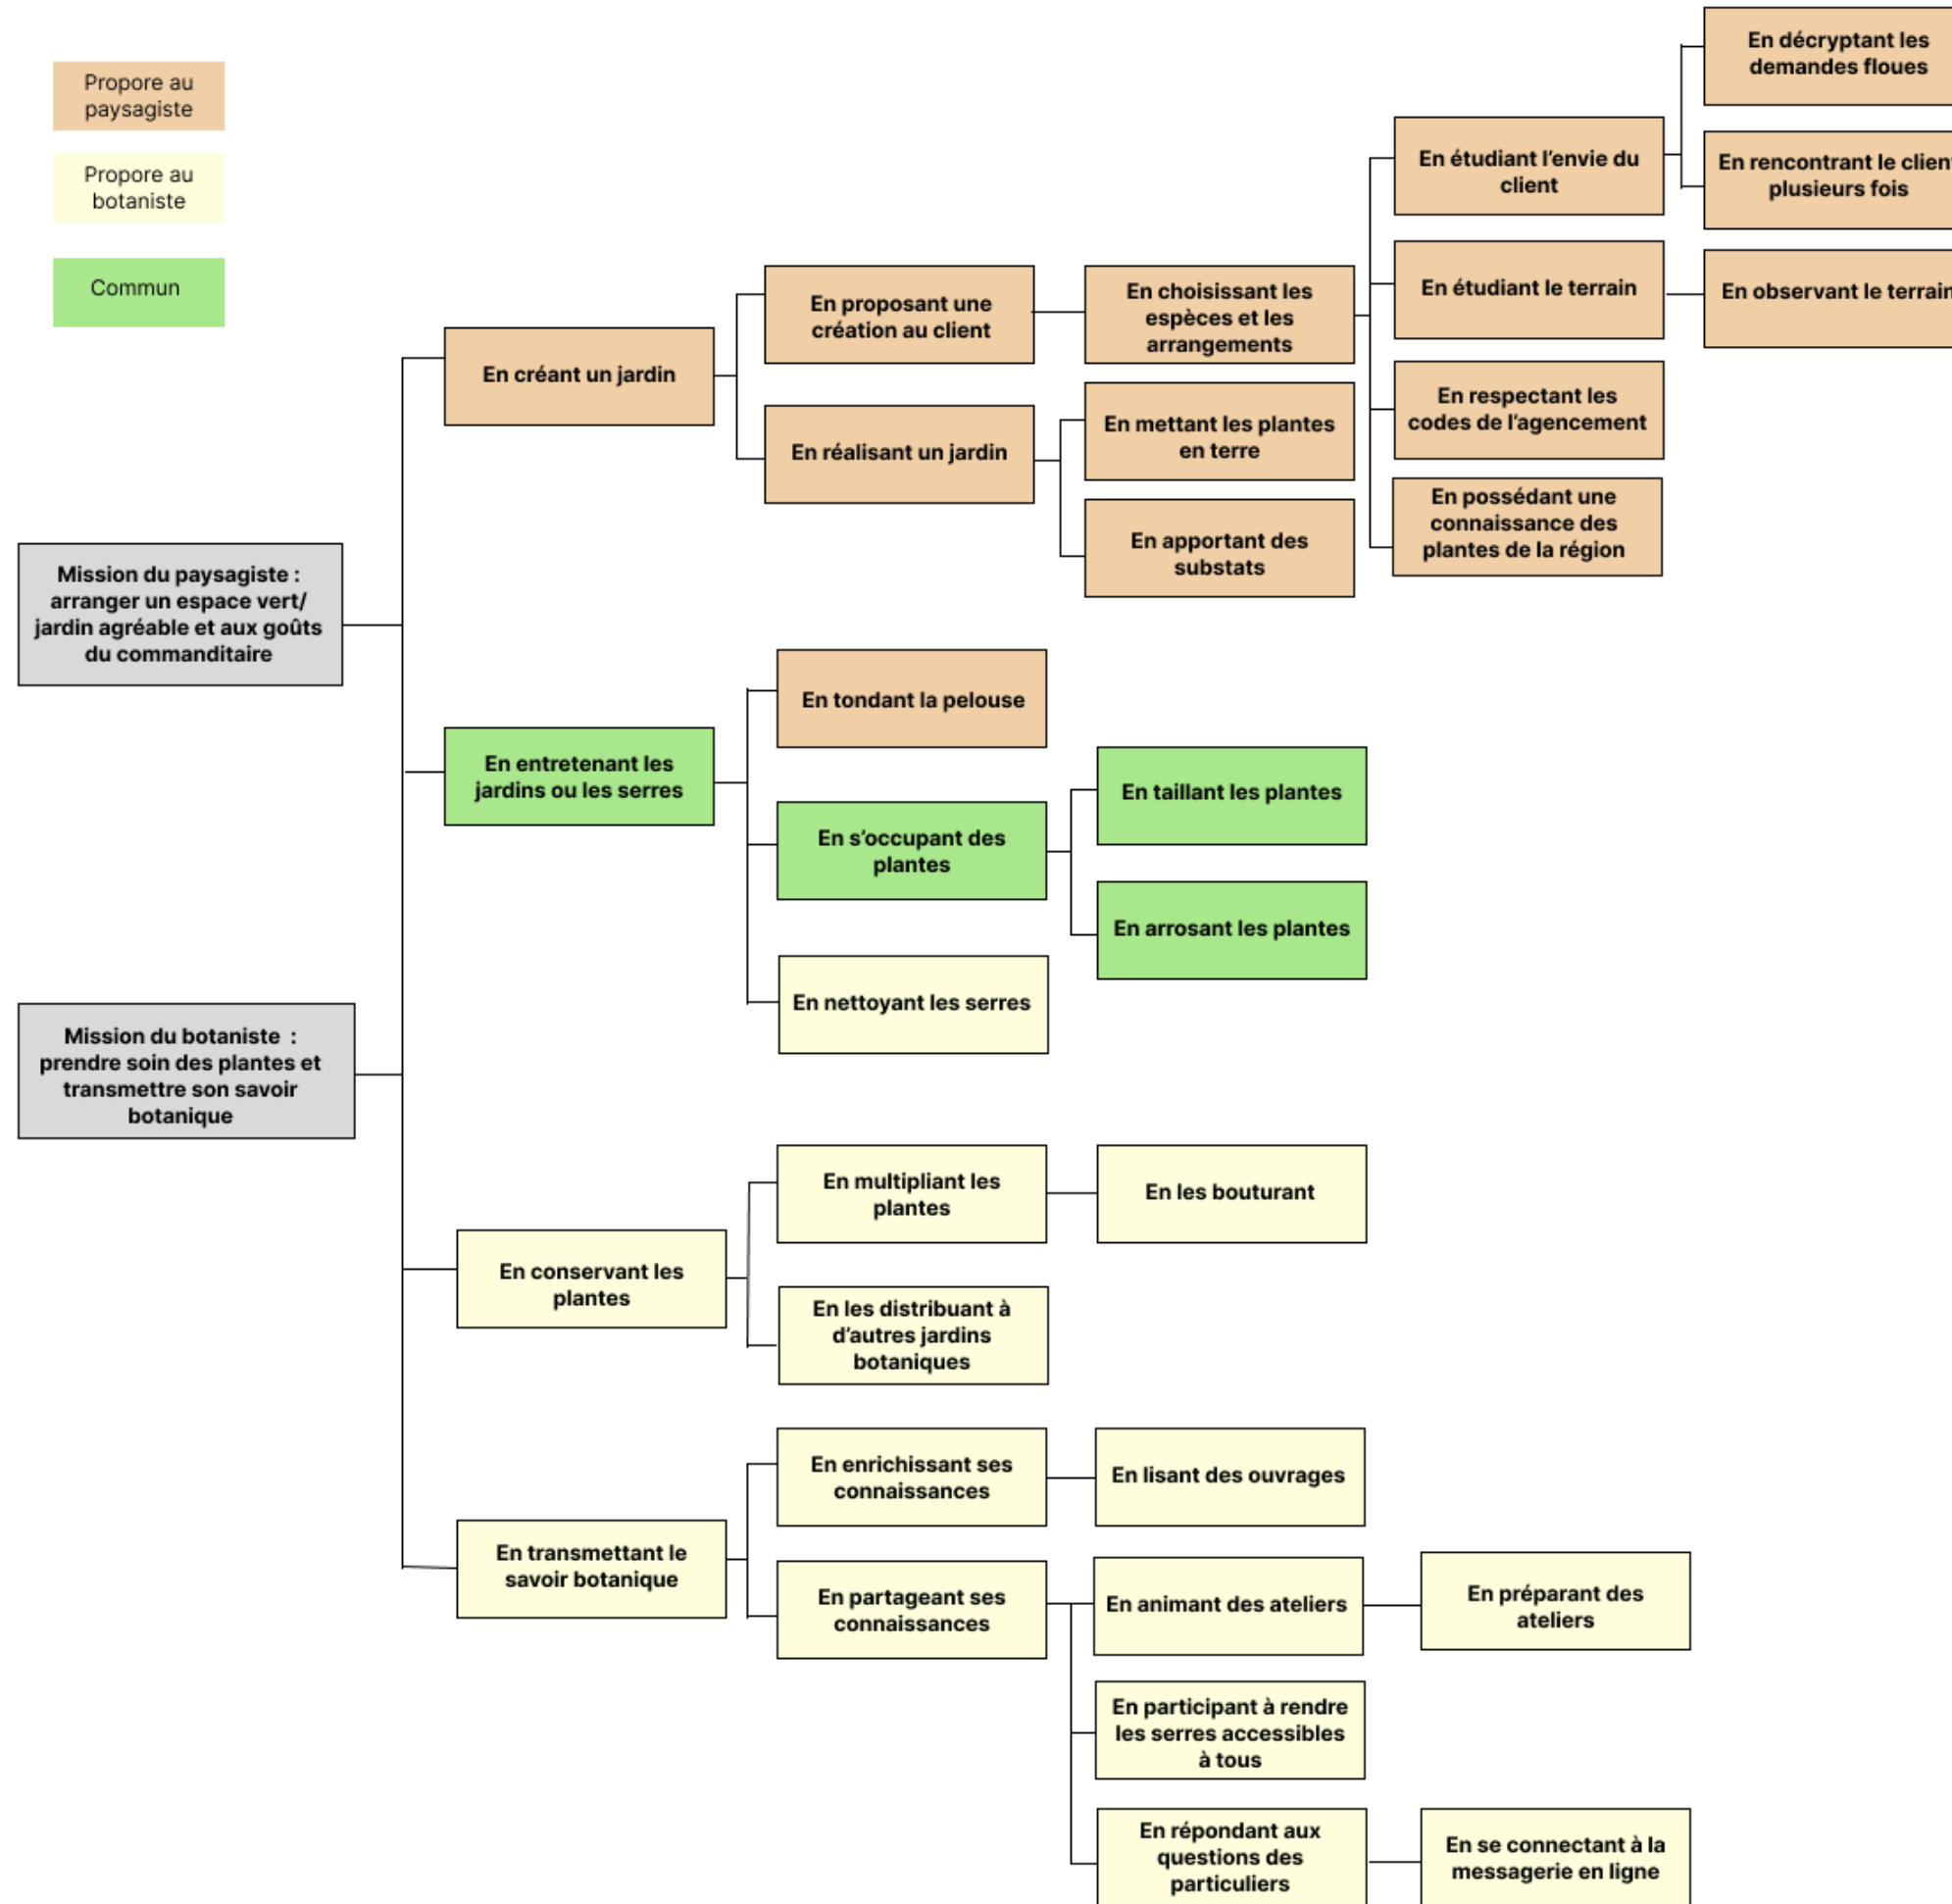 Propore au
paysagiste
Propore au
botaniste
Commun
Mission du paysagiste :
arranger un espace vert/
jardin agréable et aux goûts
du commanditaire
Mission du botaniste :
prendre soin des plantes et
transmettre son savoir
botanique
En créant un jardin
En proposant une
création au client
En choisissant les
espèces et les
arrangements
En étudiant l’envie du
client
En décryptant les
demandes floues
En rencontrant le client
plusieurs fois
En étudiant le terrain
En observant le terrain
En respectant les
codes de l’agencement
En possédant une
connaissance des
plantes de la région
En réalisant un jardin
En mettant les plantes
en terre
En apportant des
substats
En entretenant les
jardins ou les serres
En tondant la pelouse
En s’occupant des
plantes
En taillant les plantes
En arrosant les plantes
En nettoyant les serres
En conservant les
plantes
En multipliant les
plantes
En les bouturant
En les distribuant à
d’autres jardins
botaniques
En transmettant le
savoir botanique
En enrichissant ses
connaissances
En lisant des ouvrages
En partageant ses
connaissances
En animant des ateliers
En préparant des
ateliers
En participant à rendre
les serres accessibles
à tous
En répondant aux
questions des
particuliers
En se connectant à la
messagerie en ligne